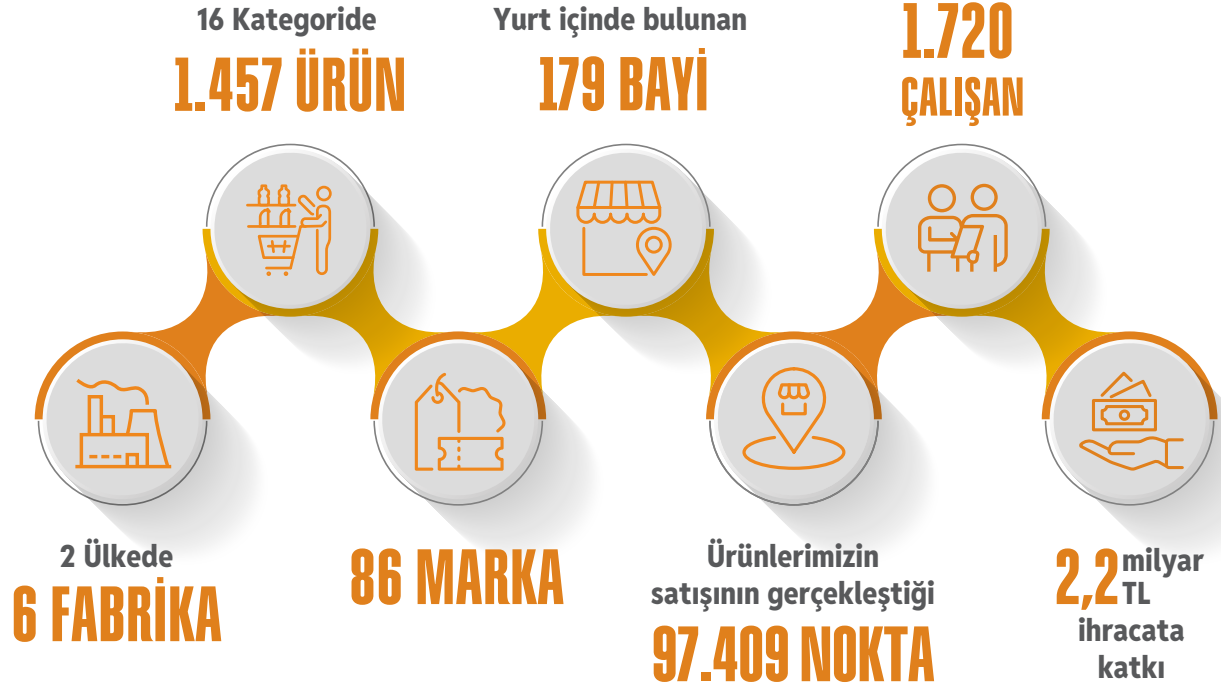 16 Kategoride
1.457 ÜRÜN
Yurt içinde bulunan
179 BAYİ
1.720
ÇALIŞAN
2 Ülkede
6 FABRİKA
86 MARKA
Ürünlerimizin
satışının gerçekleştiği
97.409 NOKTA
2,2 milyar
TL
ihracata
katkı